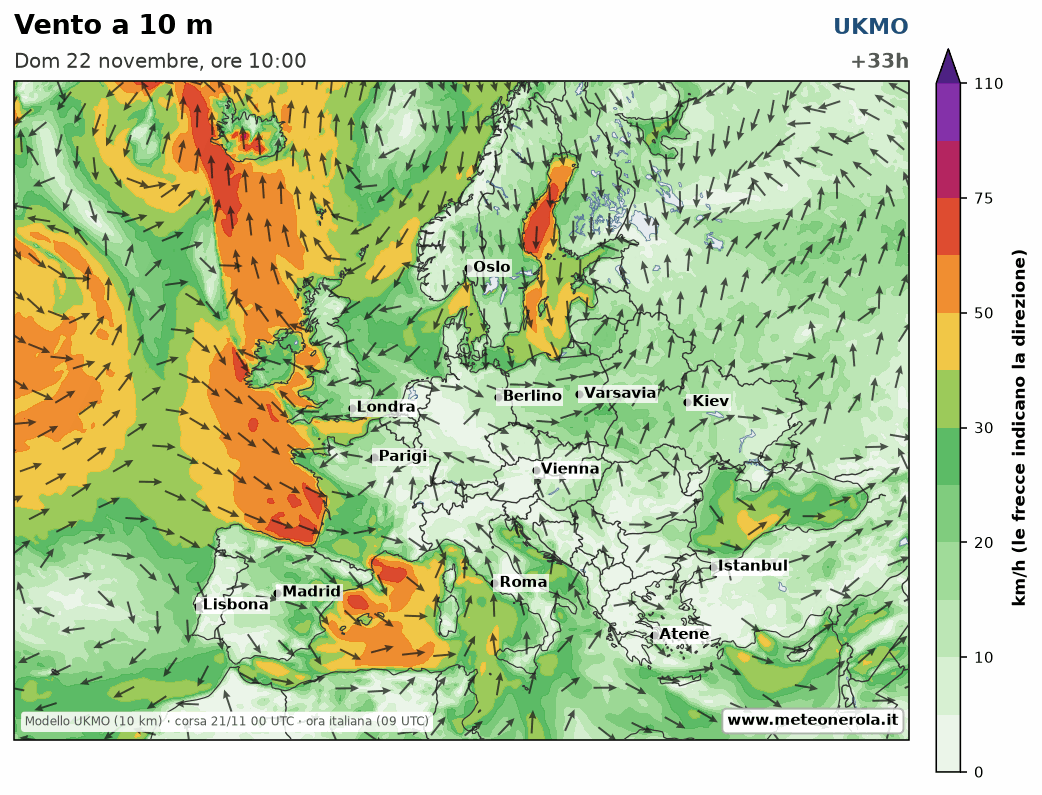 Vento a 10 m
UKMO
Dom 22 novembre, ore 10:00
+33h
110
75
50
30
20
10
0
km/h (le frecce indicano la direzione)
Oslo
Londra
Berlino
Varsavia
Kiev
Parigi
Vienna
Istanbul
Madrid
Roma
Lisbona
Atene
Modello UKMO (10 km) · corsa 21/11 00 UTC · ora italiana (09 UTC)
www.meteonerola.it